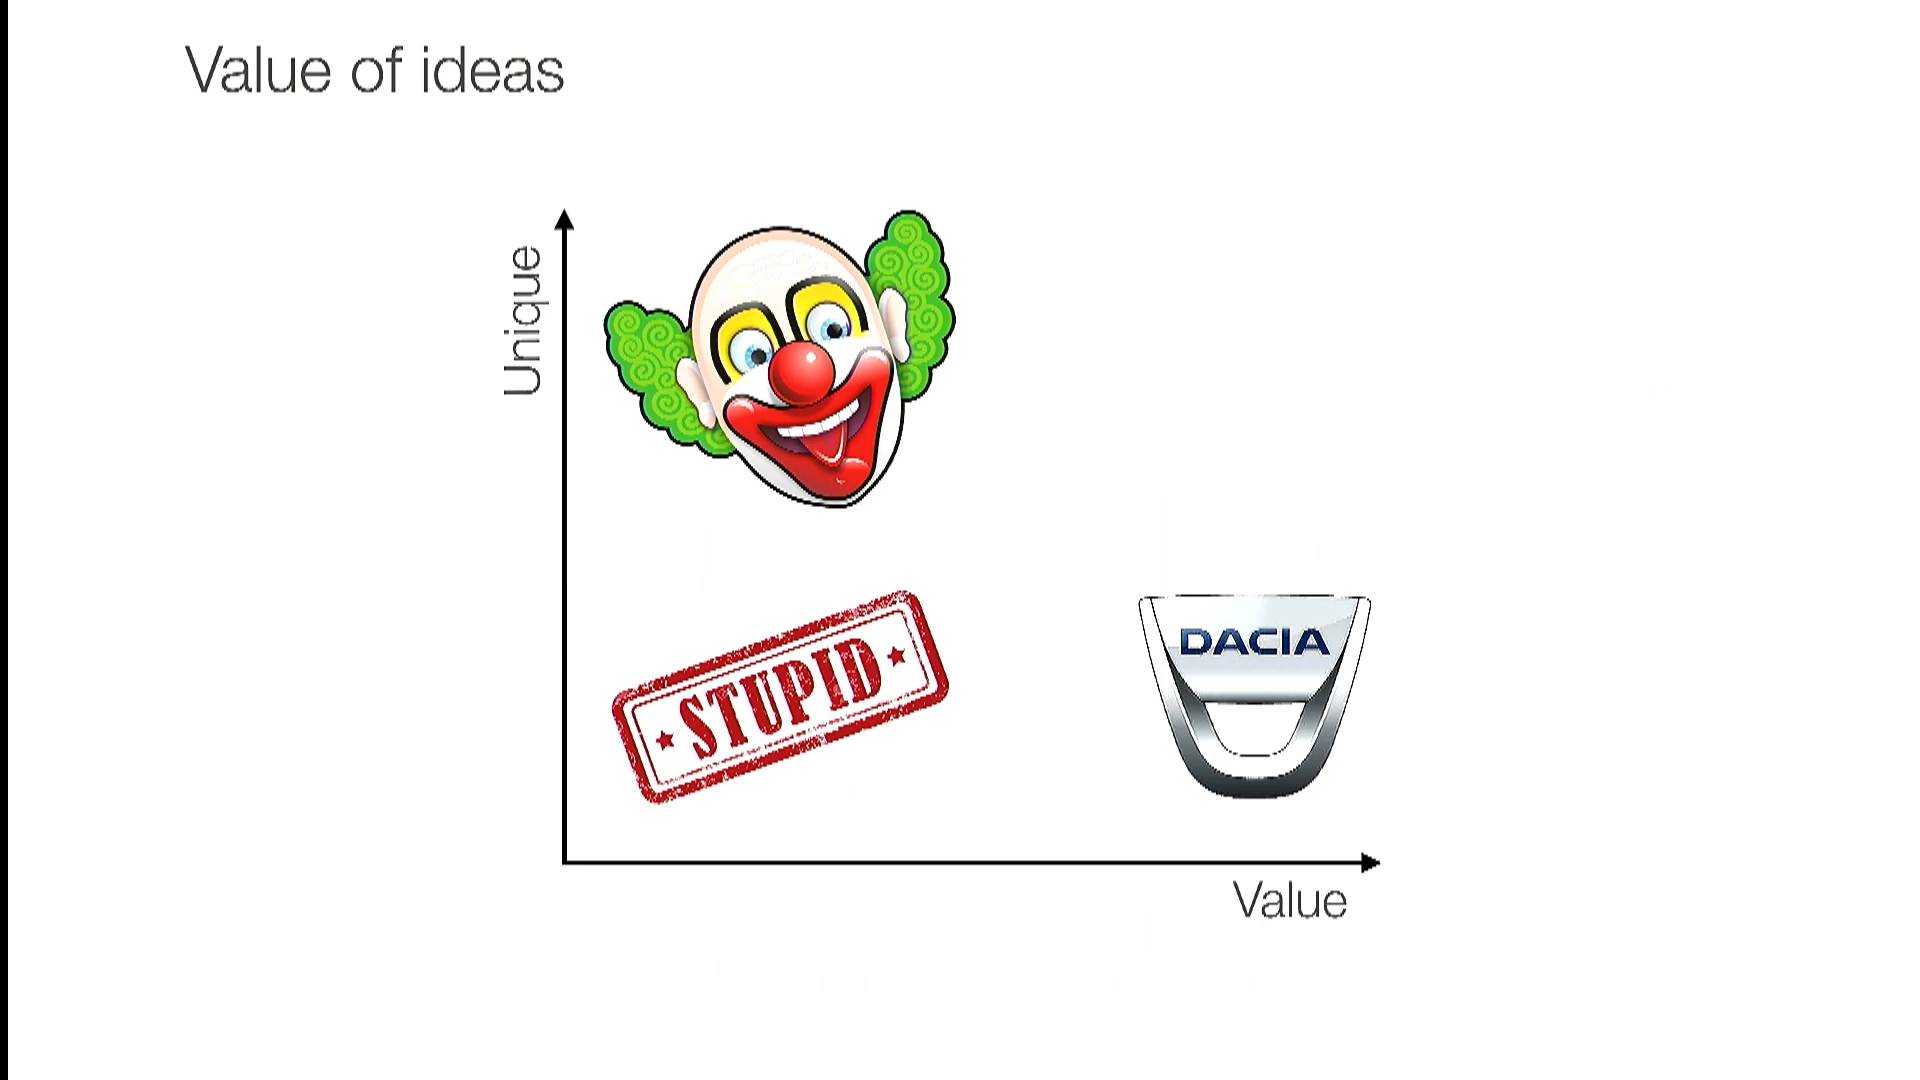 Value of ideas
Unique
STUPID
DACIA
Value